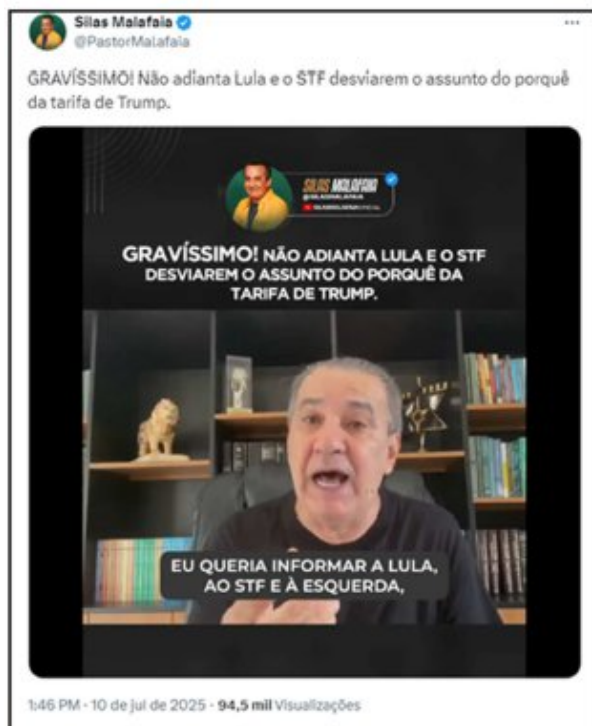 Silas Malafaia
@PastorMalafaia
GRAVÍSSIMO! Não adianta Lula e o STF desviarem o assunto do porquê
da tarifa de Trump.
SILAS MALAFAIA
@SILASMALAFAIA
GRAVÍSSIMO! NÃO ADIANTA LULA E O STF
DESVIAREM O ASSUNTO DO PORQUÊ DA
TARIFA DE TRUMP.
EU QUERIA INFORMAR A LULA,
AO STF E À ESQUERDA,
1:46 PM · 10 de jul de 2025 · 94,5 mil Visualizações